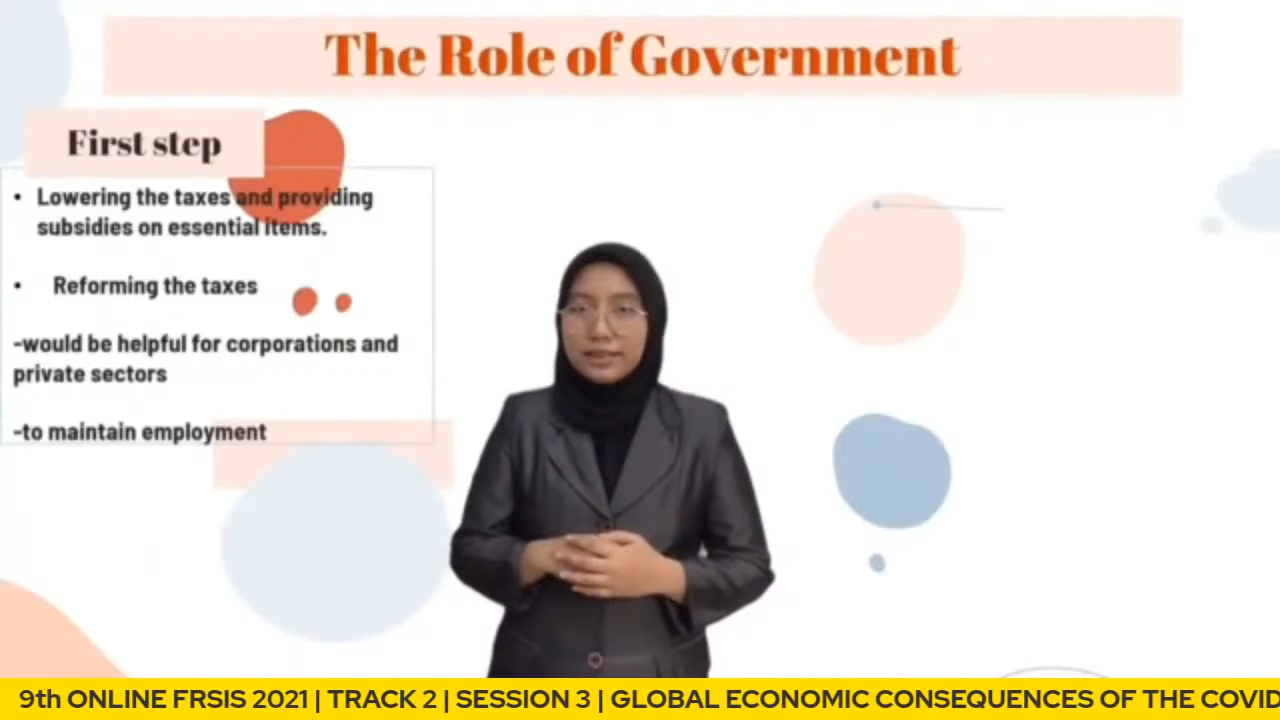 The Role of Government
First step
• Lowering the taxes and providing
subsidies on essential items.
• Reforming the taxes
-would be helpful for corporations and
private sectors
-to maintain employment
9th ONLINE FRSIS 2021 | TRACK 2 | SESSION 3 | GLOBAL ECONOMIC CONSEQUENCES OF THE COVID